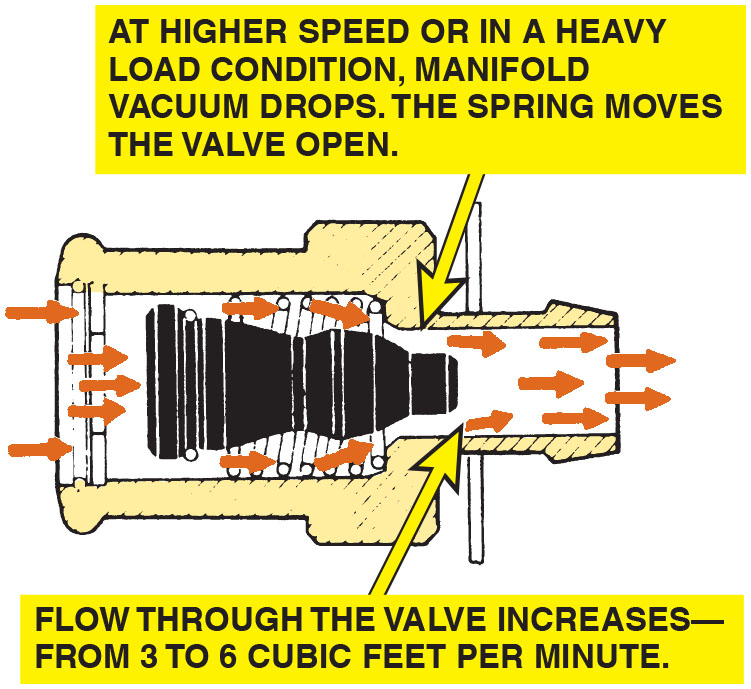 AT HIGHER SPEED OR IN A HEAVY
LOAD CONDITION, MANIFOLD
VACUUM DROPS. THE SPRING MOVES
THE VALVE OPEN.
FLOW THROUGH THE VALVE INCREASES—
FROM 3 TO 6 CUBIC FEET PER MINUTE.